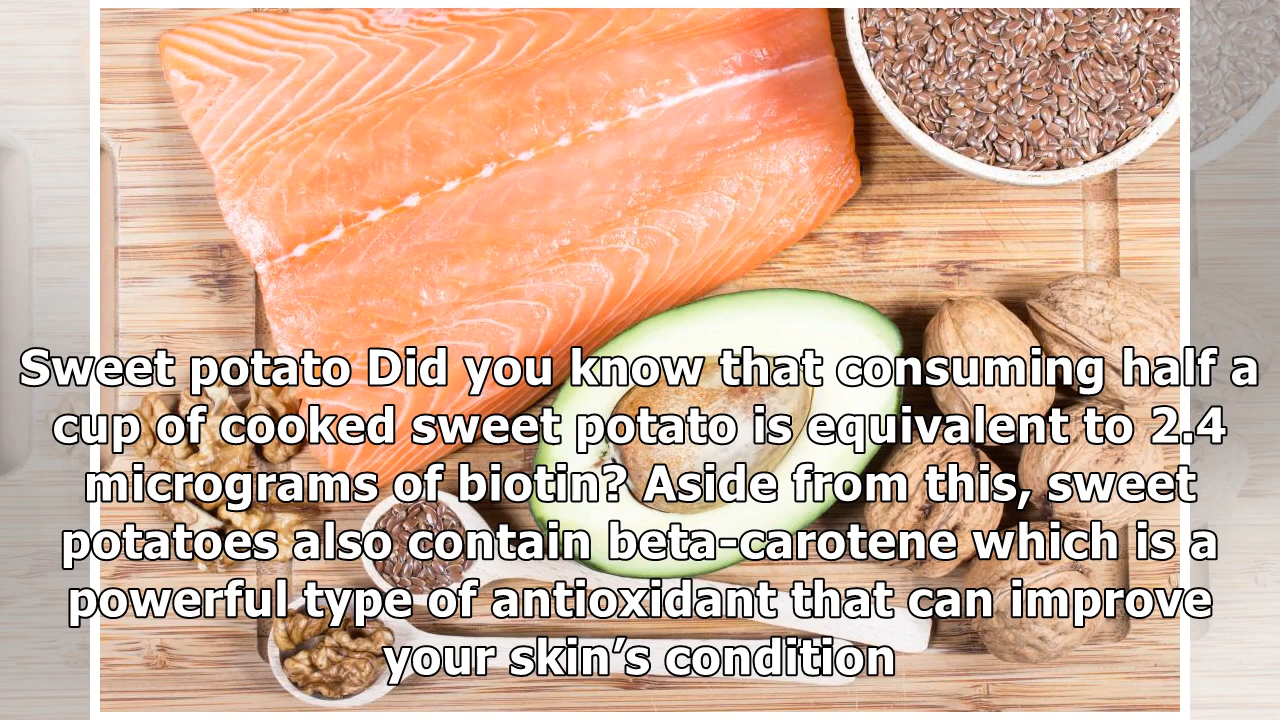 Sweet potato Did you know that consuming half a
cup of cooked sweet potato is equivalent to 2.4
micrograms of biotin? Aside from this, sweet
potatoes also contain beta-carotene which is a
powerful type of antioxidant that can improve
your skin’s condition